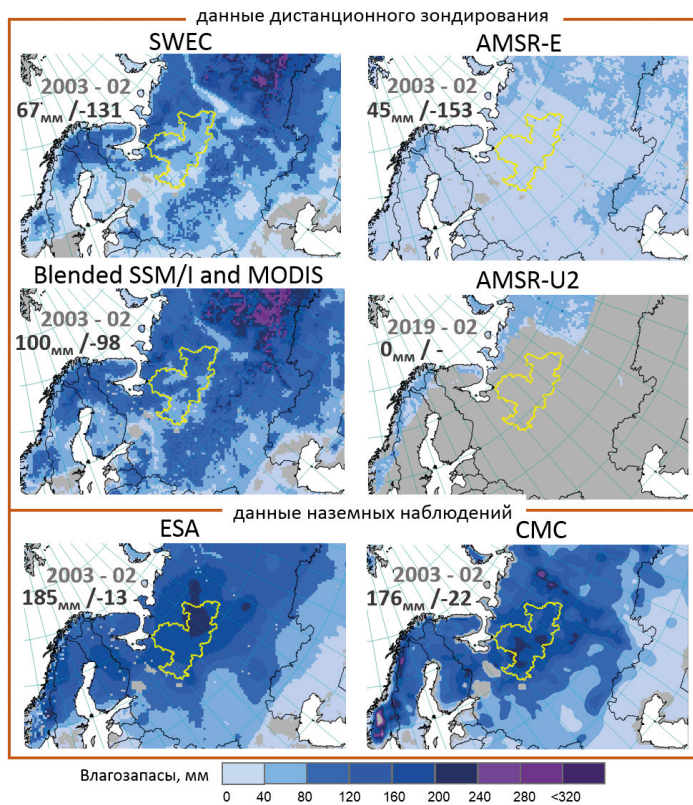 данные дистанционного зондирования
SWEC
AMSR-E
2003 - 02
67мм /-131
2003 - 02
45мм /-153
Blended SSM/I and MODIS
AMSR-U2
2003 - 02
100мм /-98
2019 - 02
0мм / -
данные наземных наблюдений
ESA
CMC
2003 - 02
185мм /-13
2003 - 02
176мм /-22
Влагозапасы, мм
0 40 80 120 160 200 240 280 <320